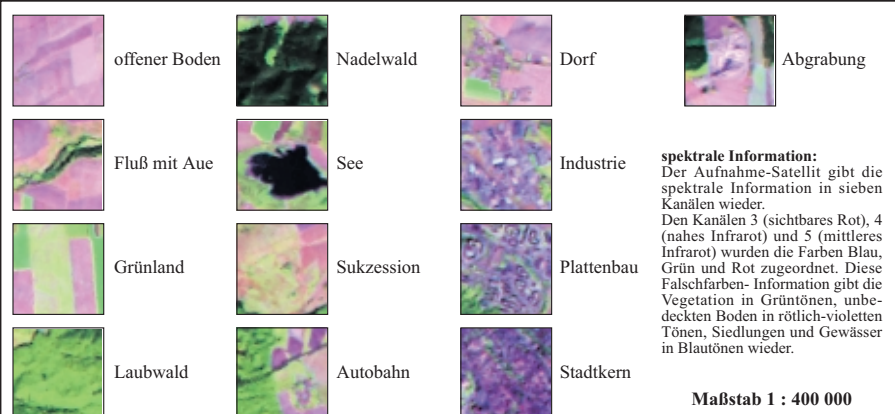 offener Boden
Nadelwald
Dorf
Abgrabung
Fluß mit Aue
See
Industrie
Grünland
Sukzession
Plattenbau
Laubwald
Autobahn
Stadtkern
spektrale Information:
Der Aufnahme-Satellit gibt die
spektrale Information in sieben
Kanälen wieder.
Den Kanälen 3 (sichtbares Rot), 4
(nahes Infrarot) und 5 (mittleres
Infrarot) wurden die Farben Blau,
Grün und Rot zugeordnet. Diese
Falschfarben- Information gibt die
Vegetation in Grüntönen, unbe-
deckten Boden in rötlich-violetten
Tönen, Siedlungen und Gewässer
in Blautönen wieder.
Maßstab 1 : 400 000